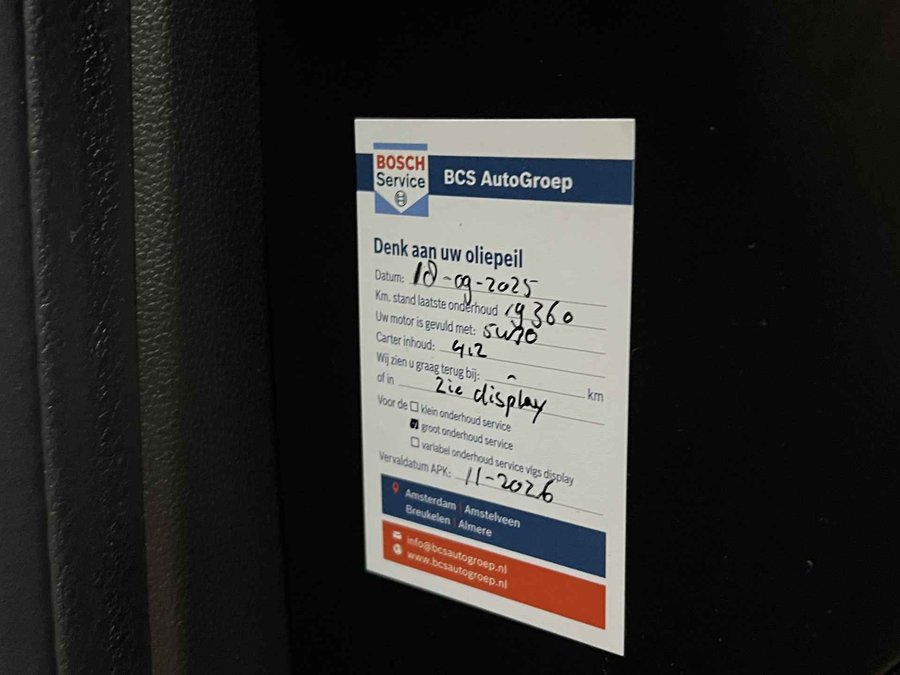 BOSCH
Service
BCS AutoGroep
Denk aan uw oliepeil
Datum: 18-09-2025
Km. stand laatste onderhoud 19360
Uw motor is gevuld met: 5W30
Carter inhoud: 4,2
Wij zien u graag terug bij: - km
of in zie display
Voor de klein onderhoud service
groot onderhoud service
variabel onderhoud service vlgs display
Vervaldatum APK: 11-2026
Amsterdam | Amstelveen
Breukelen | Almere
info@bcsautogroep.nl
www.bcsautogroep.nl